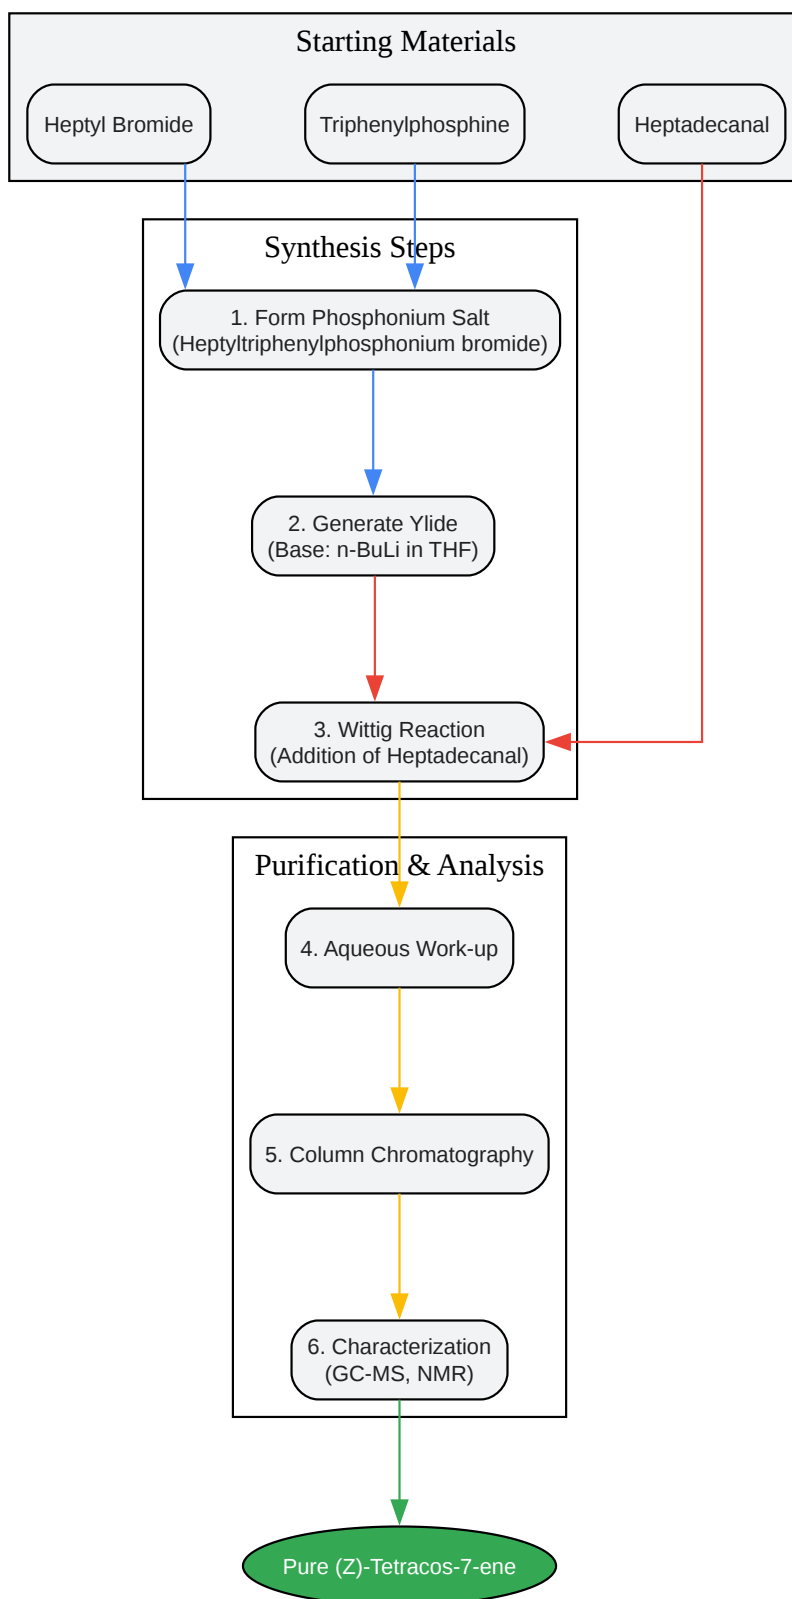 Starting Materials
Heptyl Bromide
Triphenylphosphine
Heptadecanal
Synthesis Steps
1. Form Phosphonium Salt
(Heptyltriphenylphosphonium bromide)
2. Generate Ylide
(Base: n-BuLi in THF)
3. Wittig Reaction
(Addition of Heptadecanal)
Purification & Analysis
4. Aqueous Work-up
5. Column Chromatography
6. Characterization
(GC-MS, NMR)
Pure (Z)-Tetracos-7-ene